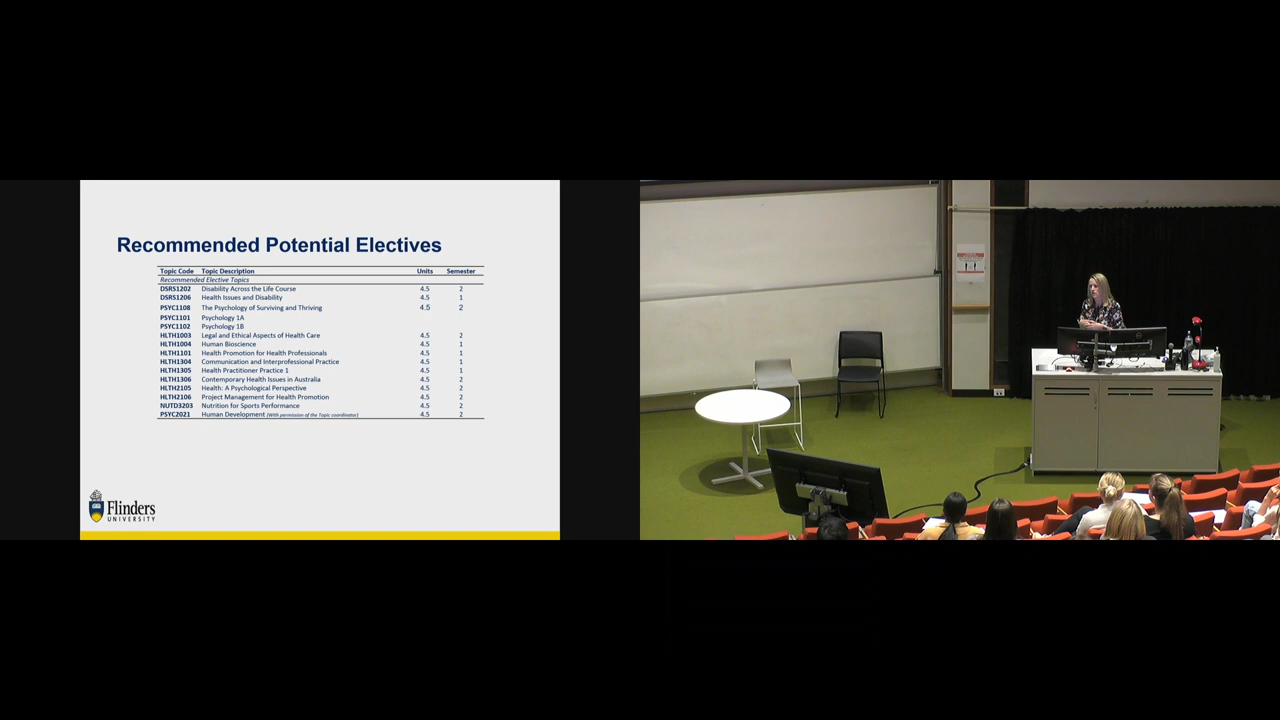 Recommended Potential Electives
Topic Code Topic Description Units Semester
Recommended Elective Topics
DSRS1202 Disability Across the Life Course 4.5 2
DSRS1206 Health Issues and Disability 4.5 1
PSYC1108 The Psychology of Surviving and Thriving 4.5 2
PSYC1101 Psychology 1A
PSYC1102 Psychology 1B
HLTH1003 Legal and Ethical Aspects of Health Care 4.5 2
HLTH1004 Human Bioscience 4.5 1
HLTH1101 Health Promotion for Health Professionals 4.5 1
HLTH1304 Communication and Interprofessional Practice 4.5 1
HLTH1305 Health Practitioner Practice 1 4.5 1
HLTH1306 Contemporary Health Issues in Australia 4.5 2
HLTH2105 Health: A Psychological Perspective 4.5 2
HLTH2106 Project Management for Health Promotion 4.5 2
NUTD3203 Nutrition for Sports Performance 4.5 2
PSYC2021 Human Development (With permission of the Topic coordinator) 4.5 2
Flinders
UNIVERSITY